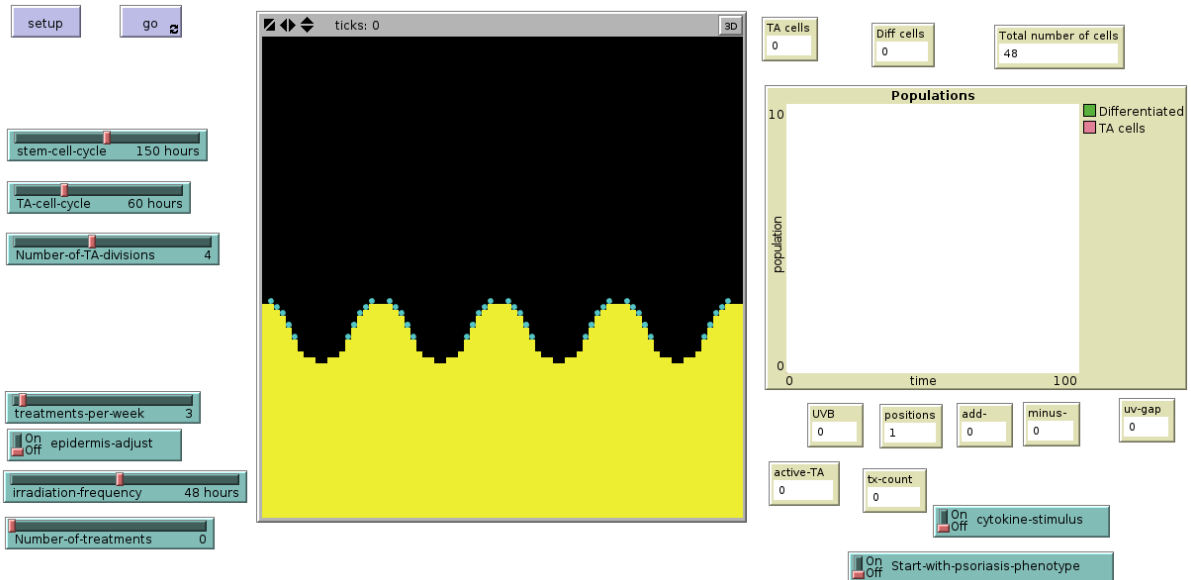 setup
go
ticks: 0
3D
TA cells
0
Diff cells
0
Total number of cells
48
stem-cell-cycle 150 hours
TA-cell-cycle 60 hours
Number-of-TA-divisions 4
Populations
10
population
0
0
time
100
Differentiated
TA cells
treatments-per-week 3
On
Off
epidermis-adjust
irradiation-frequency 48 hours
Number-of-treatments 0
UVB
0
positions
1
add-
0
minus-
0
uv-gap
0
active-TA
0
tx-count
0
On
Off
cytokine-stimulus
On
Off
Start-with-psoriasis-phenotype